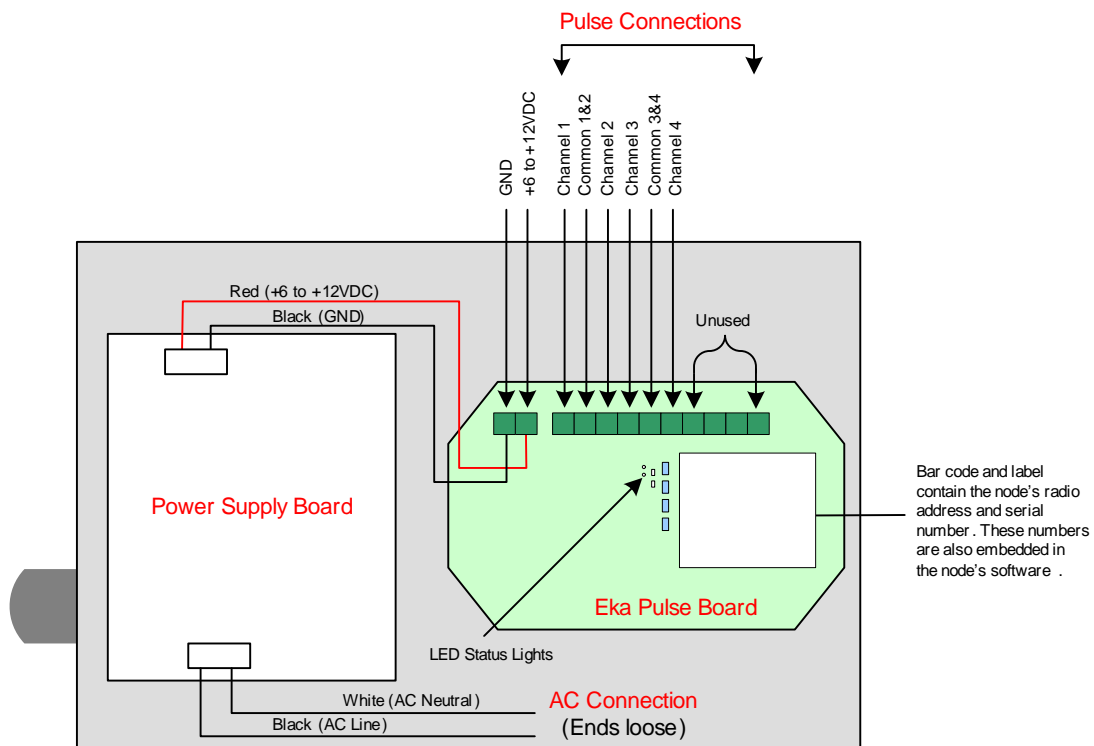 Pulse Connections
GND
+6 to +12VDC
Channel 1
Common 1&2
Channel 2
Channel 3
Common 3&4
Channel 4
Red (+6 to +12VDC)
Black (GND)
Unused
Power Supply Board
Bar code and label
contain the node's radio
address and serial
number . These numbers
are also embedded in
the node's software .
Eka Pulse Board
LED Status Lights
White (AC Neutral)
Black (AC Line)
AC Connection
(Ends loose)